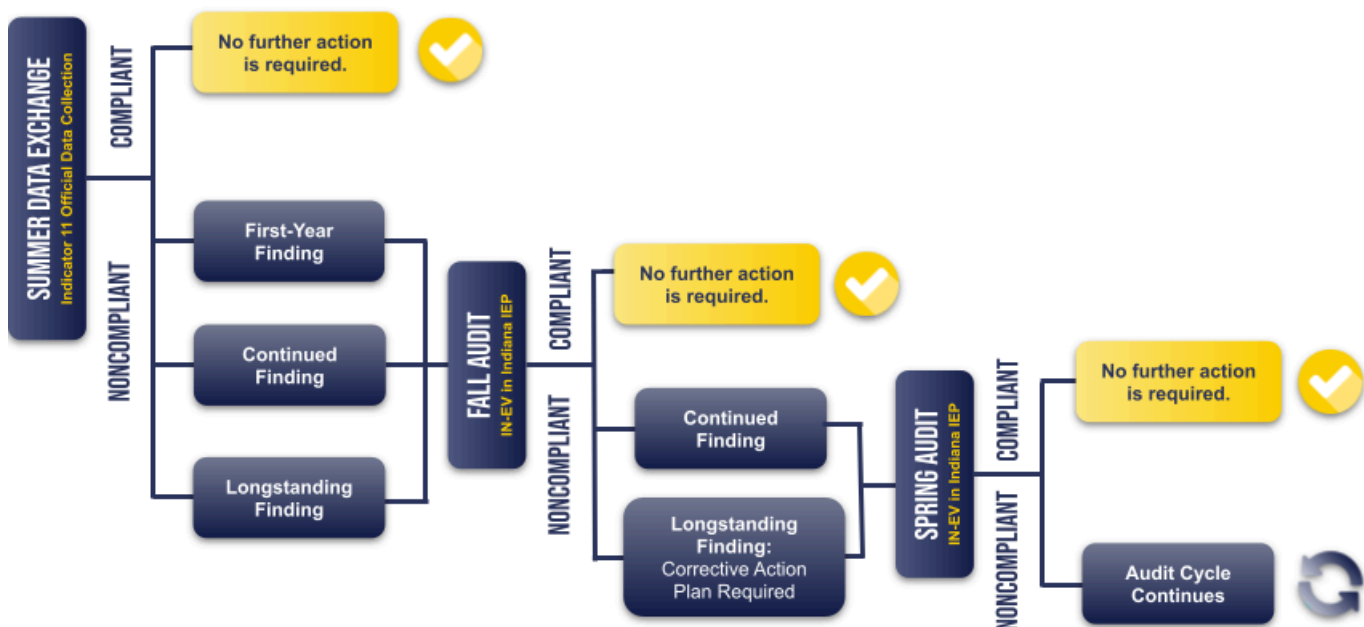 SUMMER DATA EXCHANGE
Indicator 11 Official Data Collection
COMPLIANT
No further action
is required.
NONCOMPLIANT
First-Year
Finding
Continued
Finding
Longstanding
Finding
FALL AUDIT
IN-EV in Indiana IEP
COMPLIANT
No further action
is required.
NONCOMPLIANT
Continued
Finding
Longstanding
Finding:
Corrective Action
Plan Required
SPRING AUDIT
IN-EV in Indiana IEP
COMPLIANT
No further action
is required.
NONCOMPLIANT
Audit Cycle
Continues